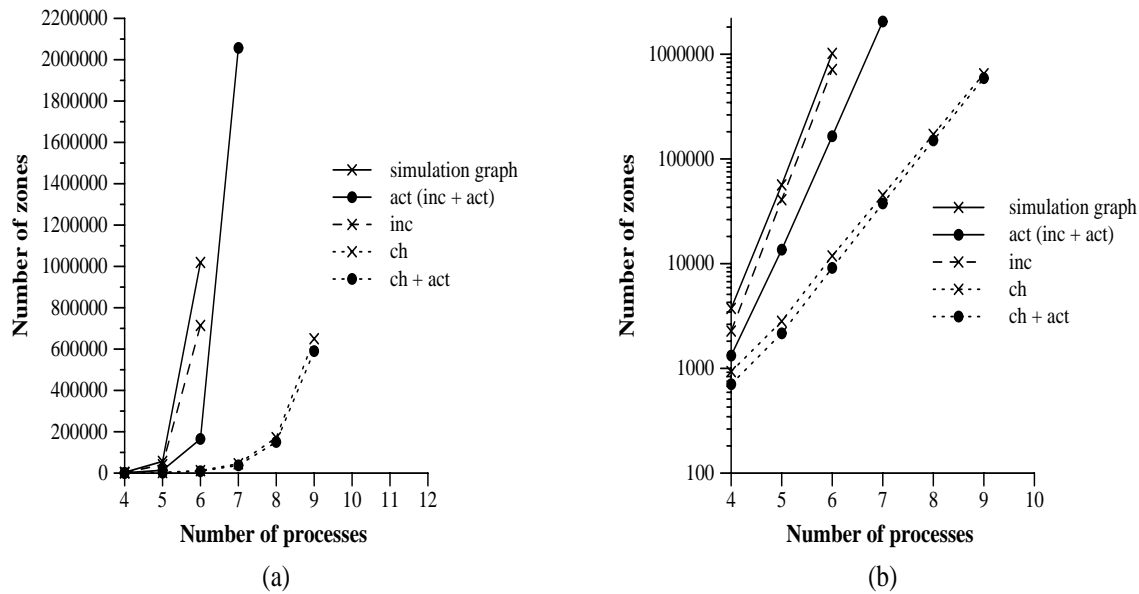 2200000
2000000
1800000
1600000
1400000
1200000
1000000
800000
600000
400000
200000
0
Number of zones
4 5 6 7 8 9 10 11 12
Number of processes
simulation graph
act (inc + act)
inc
ch
ch + act
(a)
1000000
100000
10000
1000
100
Number of zones
4 5 6 7 8 9 10
Number of processes
simulation graph
act (inc + act)
inc
ch
ch + act
(b)